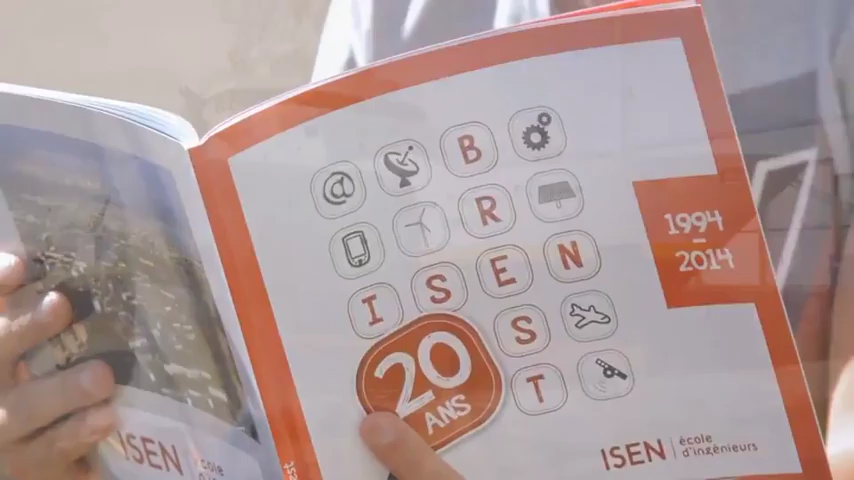 @ B
R
I S E N
S
T
20
ANS
1994
-
2014
ISEN école
d'ingénieurs
ISEN